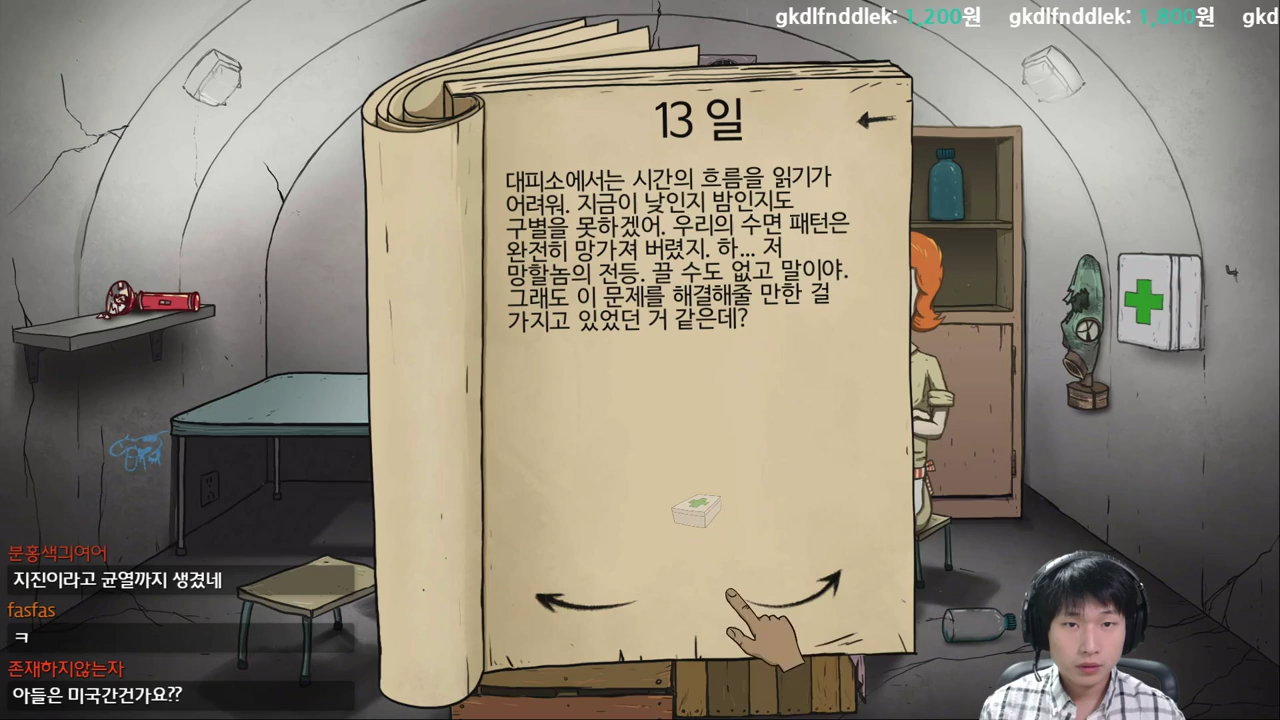 gkdlfnddlek: 1,200원 gkdlfnddlek: 1,800원 gkd
13 일
대피소에서는 시간의 흐름을 읽기가
어려워. 지금이 낮인지 밤인지도
구별을 못하겠어. 우리의 수면 패턴은
완전히 망가져 버렸지. 하... 저
망할놈의 전등. 끌 수도 없고 말이야.
그래도 이 문제를 해결해줄 만한 걸
가지고 있었던 거 같은데?
분홍색긔여어
지진이라고 균열까지 생겼네
fasfas
ㅋ
존재하지않는자
아들은 미국간건가요??